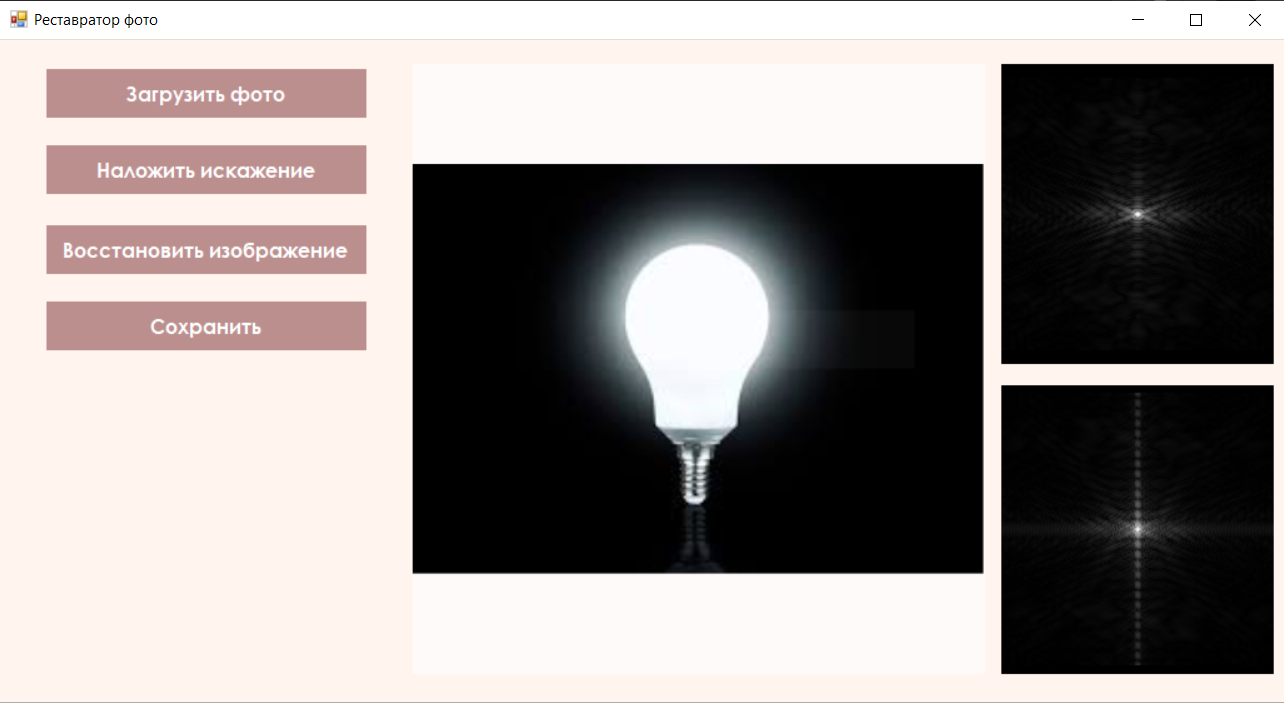 Реставратор фото
Загрузить фото
Наложить искажение
Восстановить изображение
Сохранить